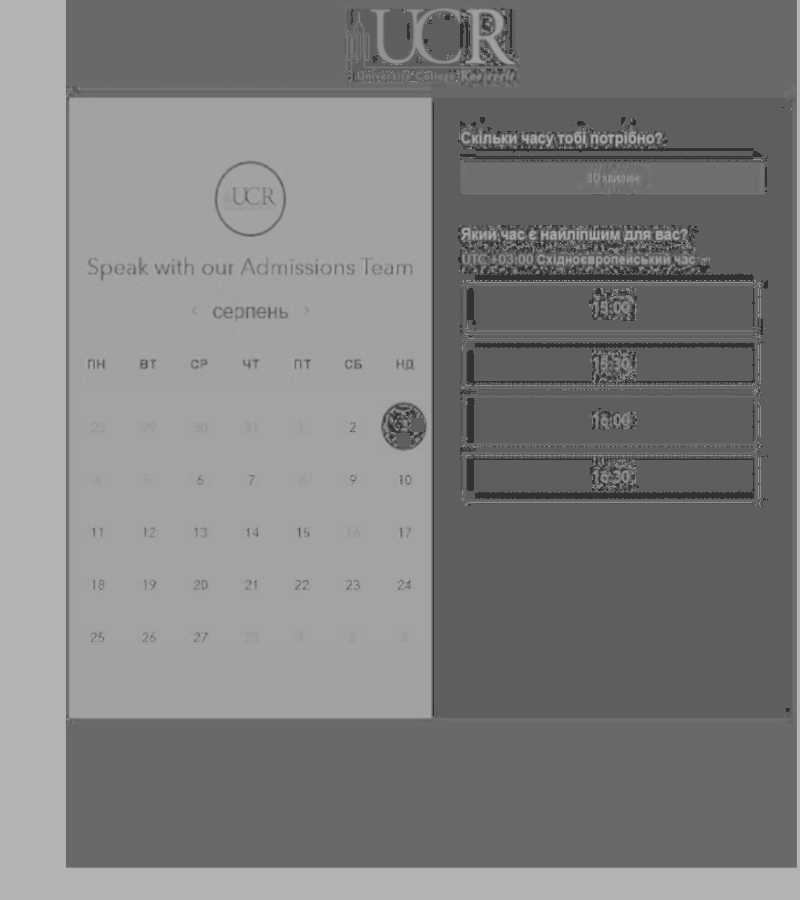 UCR
University College
UCR
Speak with our Admissions Team
серпень
ПН ВТ СР ЧТ ПТ СБ НД
28 29 30 31 1 2
4 5 6 7 8 9 10
11 12 13 14 15 16 17
18 19 20 21 22 23 24
25 26 27 28 1 2 3
Скільки часу тобі потрібно?
30 хвилин
Який час є найліпшим для вас?
UTC +03:00 Східноєвропейський час
15:00
15:30
16:00
16:30